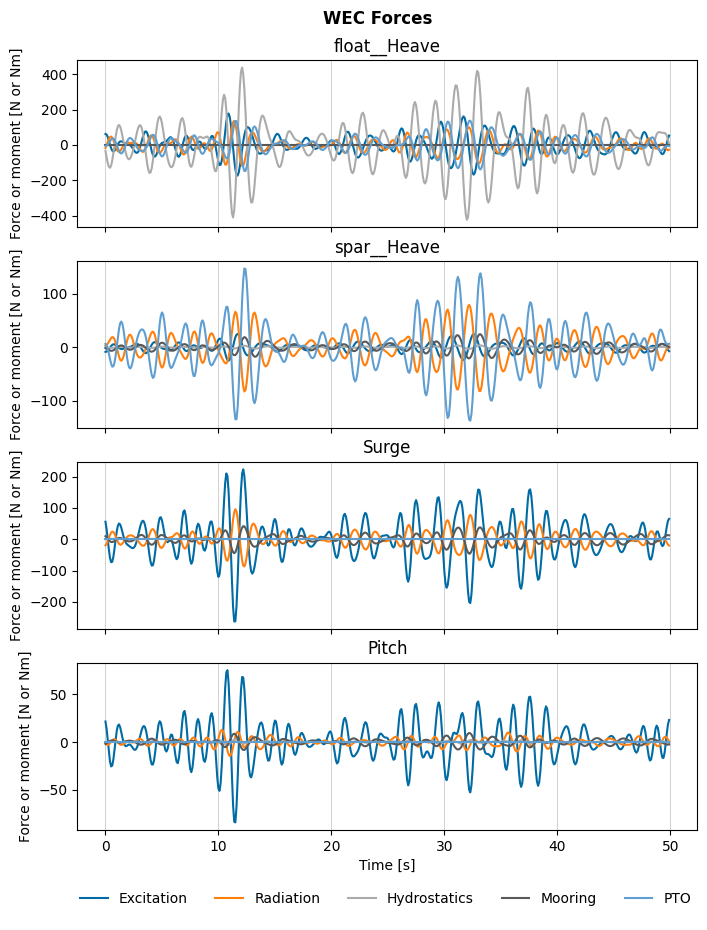 WEC Forces
float__Heave
Force or moment [N or Nm]
400
200
0
−200
−400
spar__Heave
Force or moment [N or Nm]
100
0
−100
Surge
Force or moment [N or Nm]
200
100
0
−100
−200
Pitch
Force or moment [N or Nm]
50
0
−50
0 10 20 30 40 50
Time [s]
Excitation Radiation Hydrostatics Mooring PTO